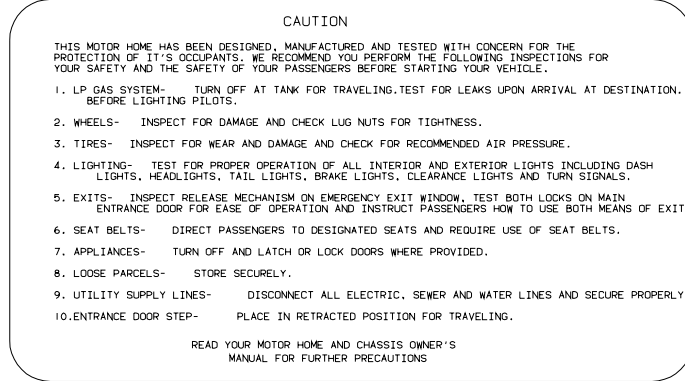 CAUTION
THIS MOTOR HOME HAS BEEN DESIGNED, MANUFACTURED AND TESTED WITH CONCERN FOR THE
PROTECTION OF IT'S OCCUPANTS. WE RECOMMEND YOU PERFORM THE FOLLOWING INSPECTIONS FOR
YOUR SAFETY AND THE SAFETY OF YOUR PASSENGERS BEFORE STARTING YOUR VEHICLE.
1. LP GAS SYSTEM- TURN OFF AT TANK FOR TRAVELING.TEST FOR LEAKS UPON ARRIVAL AT DESTINATION.
BEFORE LIGHTING PILOTS.
2. WHEELS- INSPECT FOR DAMAGE AND CHECK LUG NUTS FOR TIGHTNESS.
3. TIRES- INSPECT FOR WEAR AND DAMAGE AND CHECK FOR RECOMMENDED AIR PRESSURE.
4. LIGHTING- TEST FOR PROPER OPERATION OF ALL INTERIOR AND EXTERIOR LIGHTS INCLUDING DASH
LIGHTS, HEADLIGHTS, TAIL LIGHTS, BRAKE LIGHTS, CLEARANCE LIGHTS AND TURN SIGNALS.
5. EXITS- INSPECT RELEASE MECHANISM ON EMERGENCY EXIT WINDOW, TEST BOTH LOCKS ON MAIN
ENTRANCE DOOR FOR EASE OF OPERATION AND INSTRUCT PASSENGERS HOW TO USE BOTH MEANS OF EXIT
6. SEAT BELTS- DIRECT PASSENGERS TO DESIGNATED SEATS AND REQUIRE USE OF SEAT BELTS.
7. APPLIANCES- TURN OFF AND LATCH OR LOCK DOORS WHERE PROVIDED.
8. LOOSE PARCELS- STORE SECURELY.
9. UTILITY SUPPLY LINES- DISCONNECT ALL ELECTRIC, SEWER AND WATER LINES AND SECURE PROPERLY
10.ENTRANCE DOOR STEP- PLACE IN RETRACTED POSITION FOR TRAVELING.
READ YOUR MOTOR HOME AND CHASSIS OWNER'S
MANUAL FOR FURTHER PRECAUTIONS